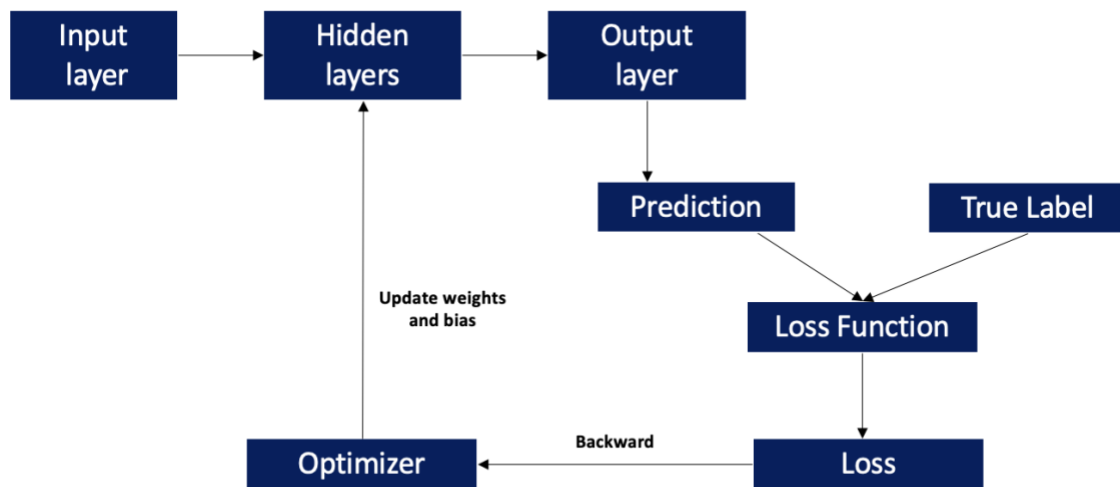 Input
layer
Hidden
layers
Output
layer
Prediction
True Label
Update weights
and bias
Loss Function
Backward
Optimizer
Loss